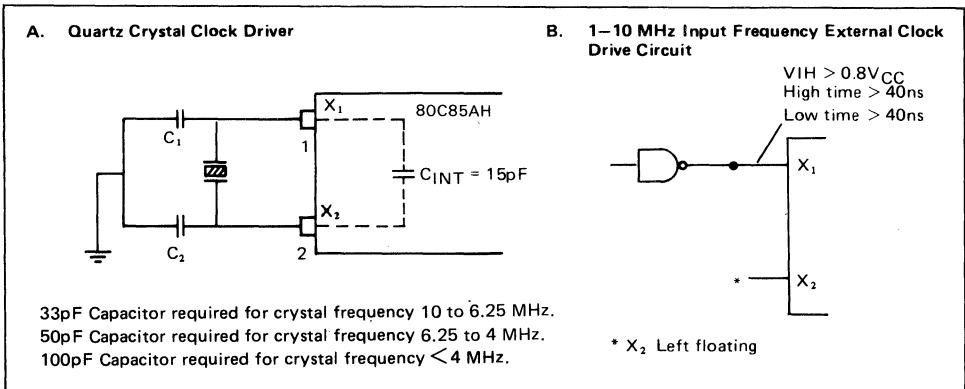 A. Quartz Crystal Clock Driver
X₁
80C85AH
C₁
1
CINT = 15pF
X₂
C₂
2
33pF Capacitor required for crystal frequency 10 to 6.25 MHz.
50pF Capacitor required for crystal frequency 6.25 to 4 MHz.
100pF Capacitor required for crystal frequency <4 MHz.
B. 1–10 MHz Input Frequency External Clock
Drive Circuit
VIH > 0.8VCC
High time > 40ns
Low time > 40ns
X₁
*
X₂
* X₂ Left floating